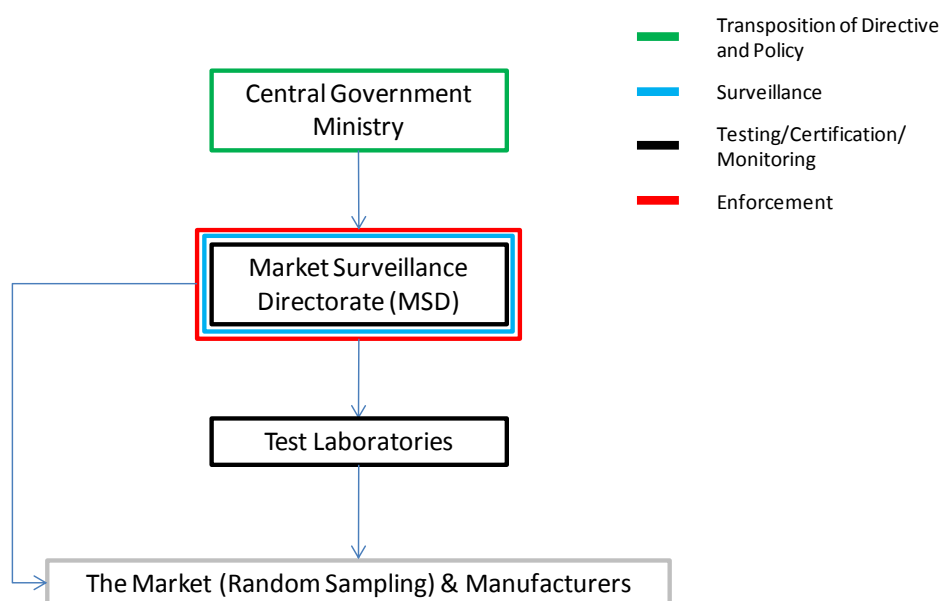 Transposition of Directive
and Policy
Central Government
Ministry
Surveillance
Testing/Certification/
Monitoring
Enforcement
Market Surveillance
Directorate (MSD)
Test Laboratories
The Market (Random Sampling) & Manufacturers